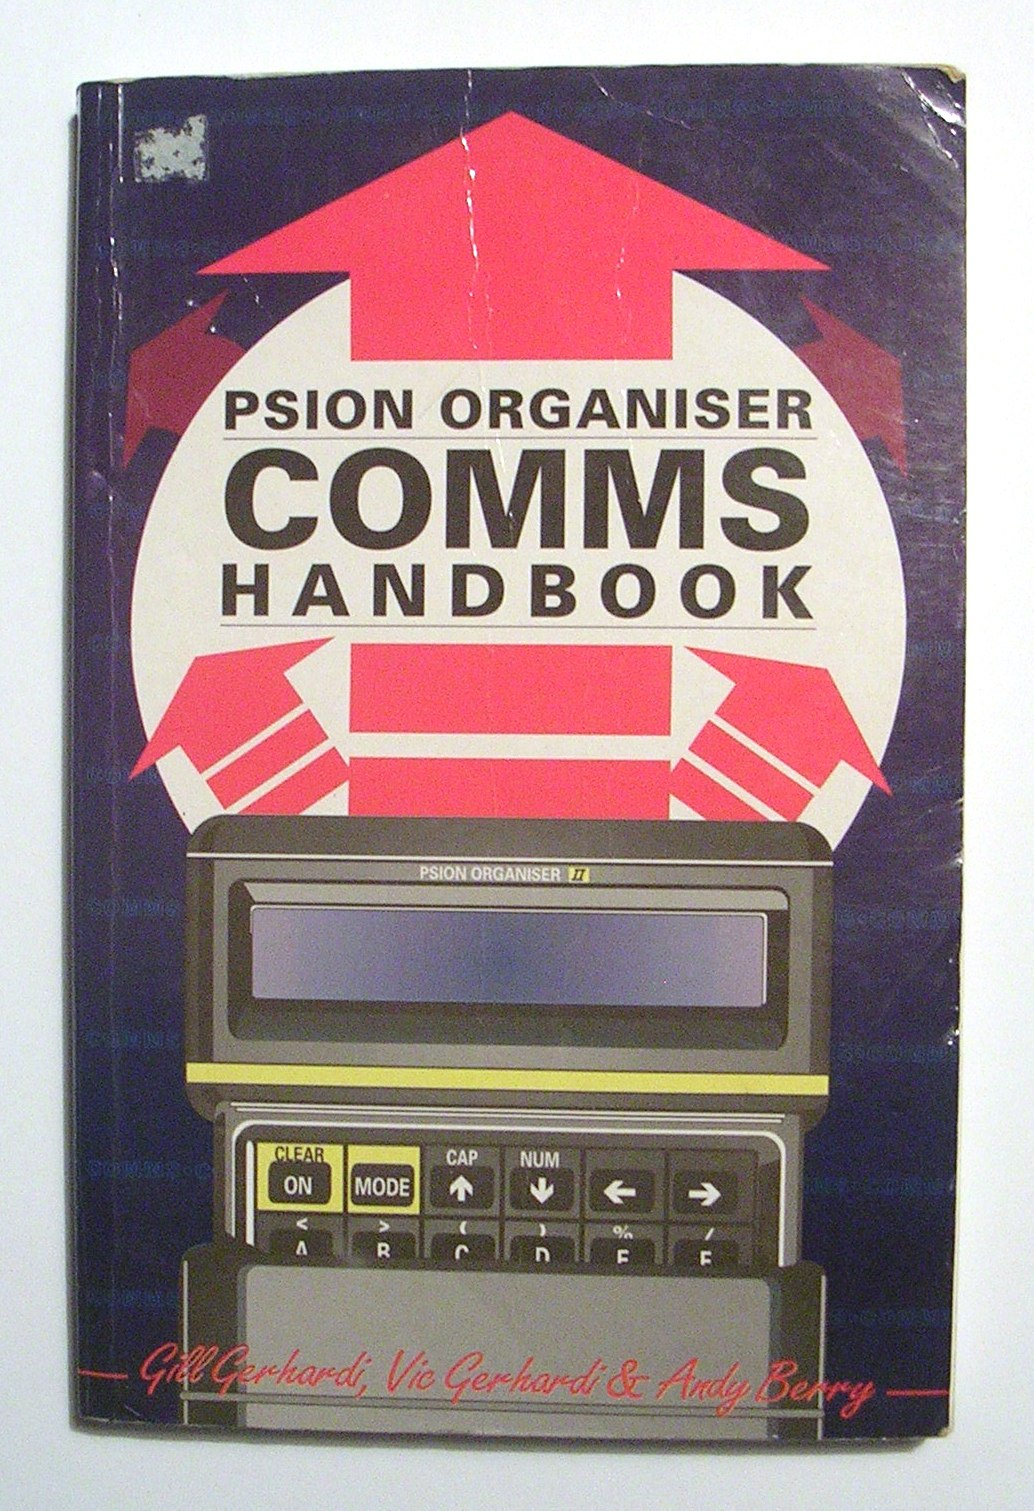 PSION ORGANISER
COMMS
HANDBOOK
PSION ORGANISER II
CLEAR CAP NUM
ON MODE ↑ ↓ ← →
< > ( ) % /
A B C D E F
Gill Gerhardi, Vic Gerhardi & Andy Berry